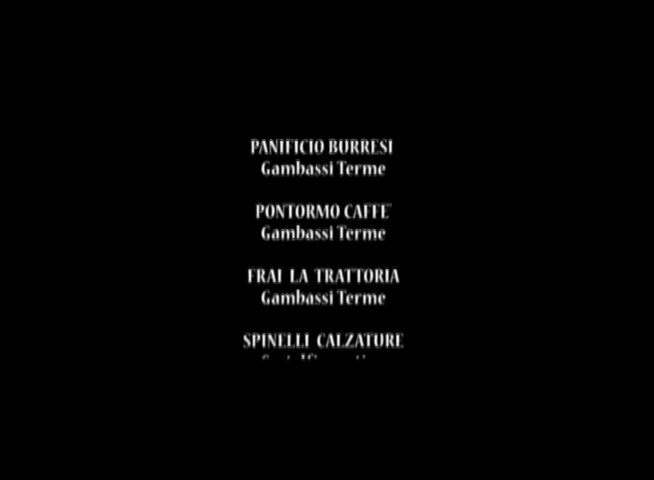 PANIFICIO BURRESI
Gambassi Terme
PONTORMO CAFFE'
Gambassi Terme
FRAI LA TRATTORIA
Gambassi Terme
SPINELLI CALZATURE